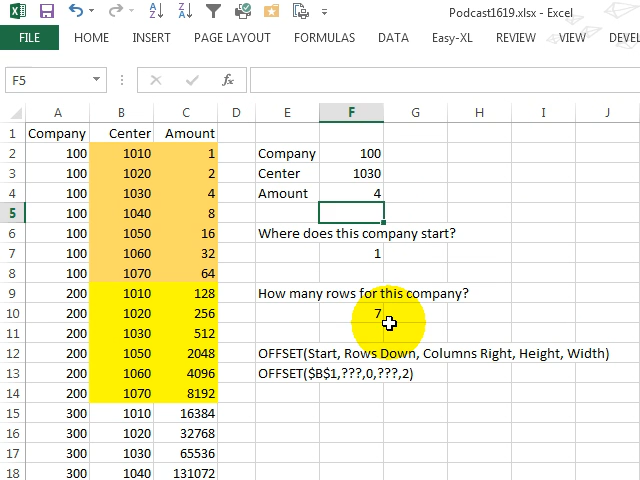 Podcast1619.xlsx - Excel
FILE HOME INSERT PAGE LAYOUT FORMULAS DATA Easy-XL REVIEW VIEW DEVEL
F5 fx
A B C D E F G H I J
1 Company Center Amount
2 100 1010 1 Company 100
3 100 1020 2 Center 1030
4 100 1030 4 Amount 4
5 100 1040 8
6 100 1050 16 Where does this company start?
7 100 1060 32 1
8 100 1070 64
9 200 1010 128 How many rows for this company?
10 200 1020 256 7
11 200 1030 512
12 200 1050 2048 OFFSET(Start, Rows Down, Columns Right, Height, Width)
13 200 1060 4096 OFFSET($B$1,???,0,???,2)
14 200 1070 8192
15 300 1010 16384
16 300 1020 32768
17 300 1030 65536
18 300 1040 131072